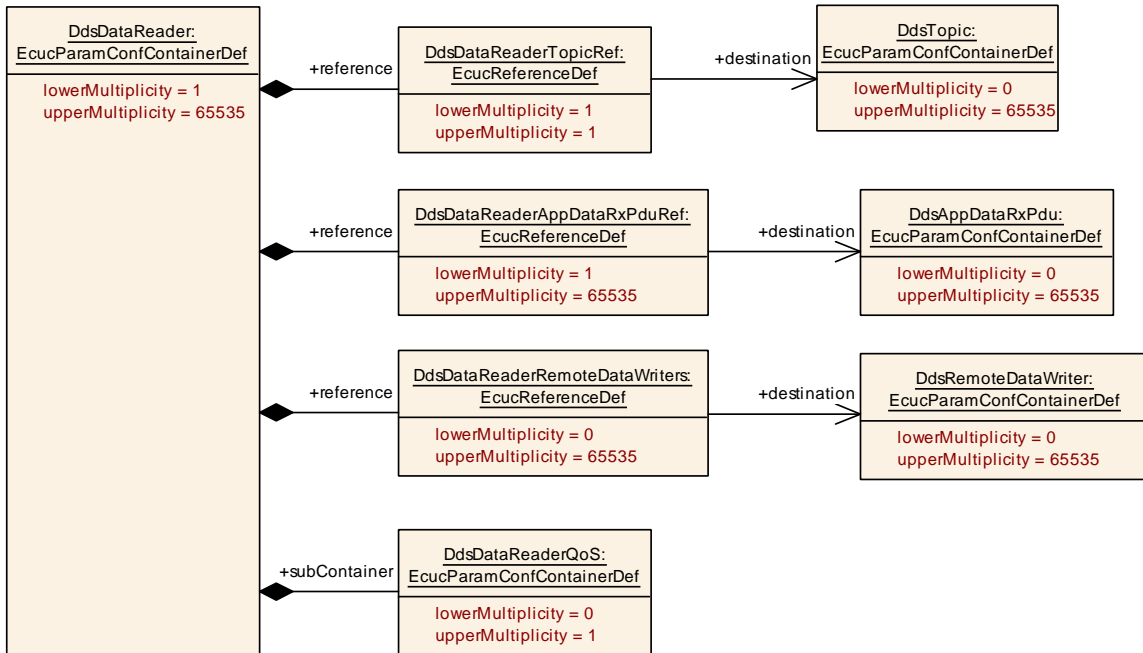 DdsDataReader:
EcucParamConfContainerDef
lowerMultiplicity = 1
upperMultiplicity = 65535
+reference
DdsDataReaderTopicRef:
EcucReferenceDef
lowerMultiplicity = 1
upperMultiplicity = 1
+destination
DdsTopic:
EcucParamConfContainerDef
lowerMultiplicity = 0
upperMultiplicity = 65535
+reference
DdsDataReaderAppDataRxPduRef:
EcucReferenceDef
lowerMultiplicity = 1
upperMultiplicity = 65535
+destination
DdsAppDataRxPdu:
EcucParamConfContainerDef
lowerMultiplicity = 0
upperMultiplicity = 65535
+reference
DdsDataReaderRemoteDataWriters:
EcucReferenceDef
lowerMultiplicity = 0
upperMultiplicity = 65535
+destination
DdsRemoteDataWriter:
EcucParamConfContainerDef
lowerMultiplicity = 0
upperMultiplicity = 65535
+subContainer
DdsDataReaderQoS:
EcucParamConfContainerDef
lowerMultiplicity = 0
upperMultiplicity = 1